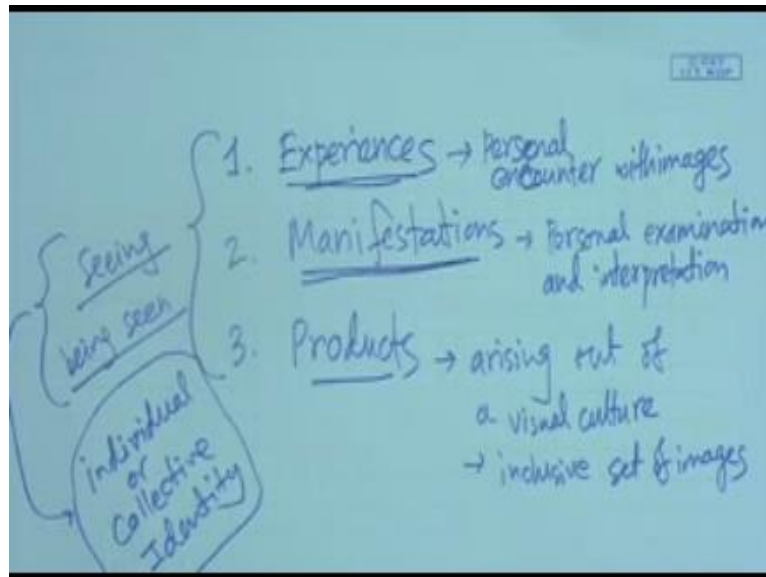 1. Experiences → Personal
encounter with images
2. Manifestations → Personal examination
and interpretation
3. Products → arising out of
a visual culture
→ inclusive set of images
seeing
being seen
individual
or
Collective
Identity